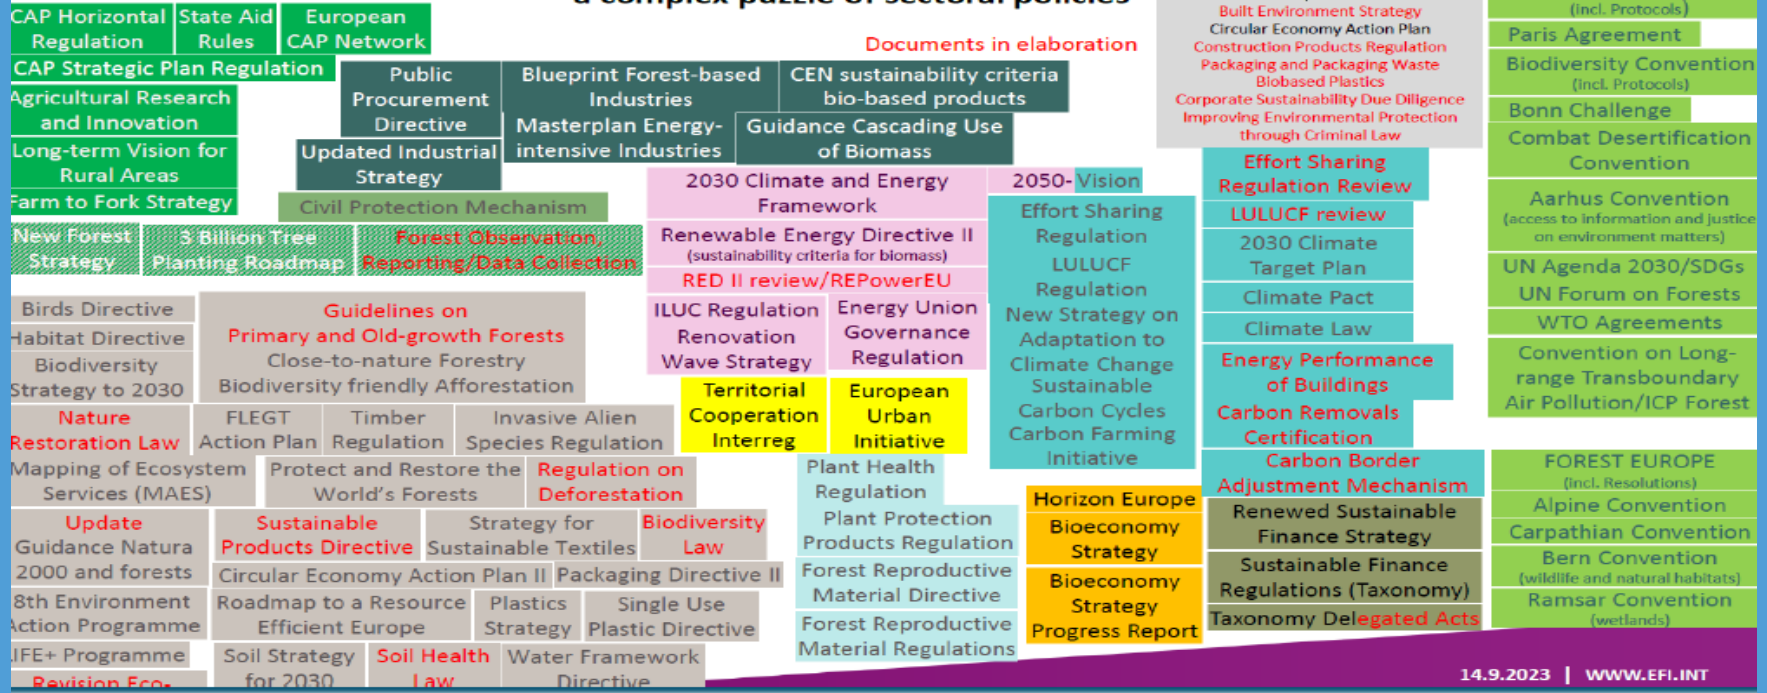 a complex puzzle of sectoral policies
CAP Horizontal
Regulation
State Aid
Rules
European
CAP Network
CAP Strategic Plan Regulation
Agricultural Research
and Innovation
Long-term Vision for
Rural Areas
Farm to Fork Strategy
Documents in elaboration
Public
Procurement
Directive
Blueprint Forest-based
Industries
CEN sustainability criteria
bio-based products
Masterplan Energy-
intensive Industries
Guidance Cascading Use
of Biomass
Updated Industrial
Strategy
Civil Protection Mechanism
New Forest
Strategy
3 Billion Tree
Planting Roadmap
Forest Observation,
Reporting/Data Collection
Birds Directive
Habitat Directive
Biodiversity
Strategy to 2030
Guidelines on
Primary and Old-growth Forests
Close-to-nature Forestry
Biodiversity friendly Afforestation
Nature
Restoration Law
FLEGT
Action Plan
Timber
Regulation
Invasive Alien
Species Regulation
Mapping of Ecosystem
Services (MAES)
Protect and Restore the
World's Forests
Regulation on
Deforestation
Update
Guidance Natura
2000 and forests
Sustainable
Products Directive
Strategy for
Sustainable Textiles
Biodiversity
Law
Circular Economy Action Plan II
Packaging Directive II
8th Environment
Action Programme
Roadmap to a Resource
Efficient Europe
Plastics
Strategy
Single Use
Plastic Directive
LIFE+ Programme
Revision Eco-
Soil Strategy
for 2030
Soil Health
Law
Water Framework
Directive
2030 Climate and Energy
Framework
Renewable Energy Directive II
(sustainability criteria for biomass)
RED II review/REPowerEU
ILUC Regulation
Renovation
Wave Strategy
Energy Union
Governance
Regulation
Territorial
Cooperation
Interreg
European
Urban
Initiative
Plant Health
Regulation
Plant Protection
Products Regulation
Forest Reproductive
Material Directive
Forest Reproductive
Material Regulations
2050-Vision
Effort Sharing
Regulation
LULUCF
Regulation
New Strategy on
Adaptation to
Climate Change
Sustainable
Carbon Cycles
Carbon Farming
Initiative
Horizon Europe
Bioeconomy
Strategy
Bioeconomy
Strategy
Progress Report
Built Environment Strategy
Circular Economy Action Plan
Construction Products Regulation
Packaging and Packaging Waste
Biobased Plastics
Corporate Sustainability Due Diligence
Improving Environmental Protection
through Criminal Law
Effort Sharing
Regulation Review
LULUCF review
2030 Climate
Target Plan
Climate Pact
Climate Law
Energy Performance
of Buildings
Carbon Removals
Certification
Carbon Border
Adjustment Mechanism
Renewed Sustainable
Finance Strategy
Sustainable Finance
Regulations (Taxonomy)
Taxonomy Delegated Acts
(incl. Protocols)
Paris Agreement
Biodiversity Convention
(incl. Protocols)
Bonn Challenge
Combat Desertification
Convention
Aarhus Convention
(access to information and justice
on environment matters)
UN Agenda 2030/SDGs
UN Forum on Forests
WTO Agreements
Convention on Long-
range Transboundary
Air Pollution/ICP Forest
FOREST EUROPE
(incl. Resolutions)
Alpine Convention
Carpathian Convention
Bern Convention
(wildlife and natural habitats)
Ramsar Convention
(wetlands)
14.9.2023 | WWW.EFI.INT